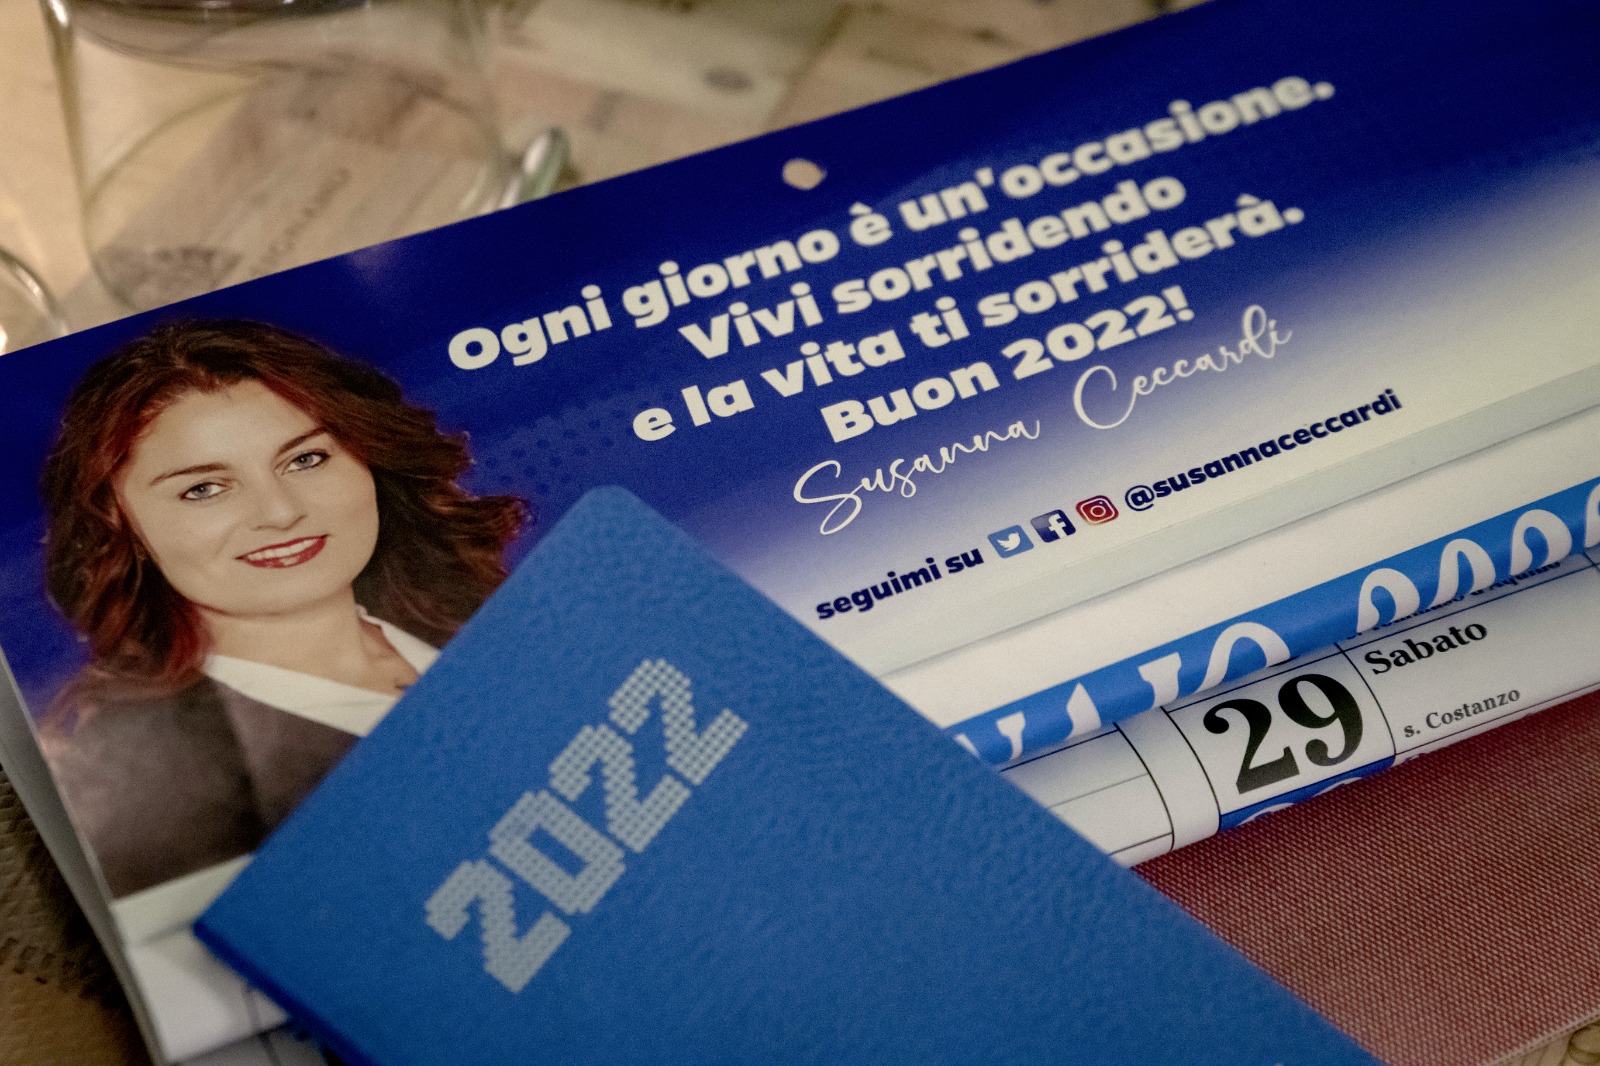 Ogni giorno è un'occasione.
Vivi sorridendo
e la vita ti sorriderà.
Buon 2022!
Susanna Ceccardi
seguimi su @susannaceccardi
Sabato
29
s. Costanzo
2022